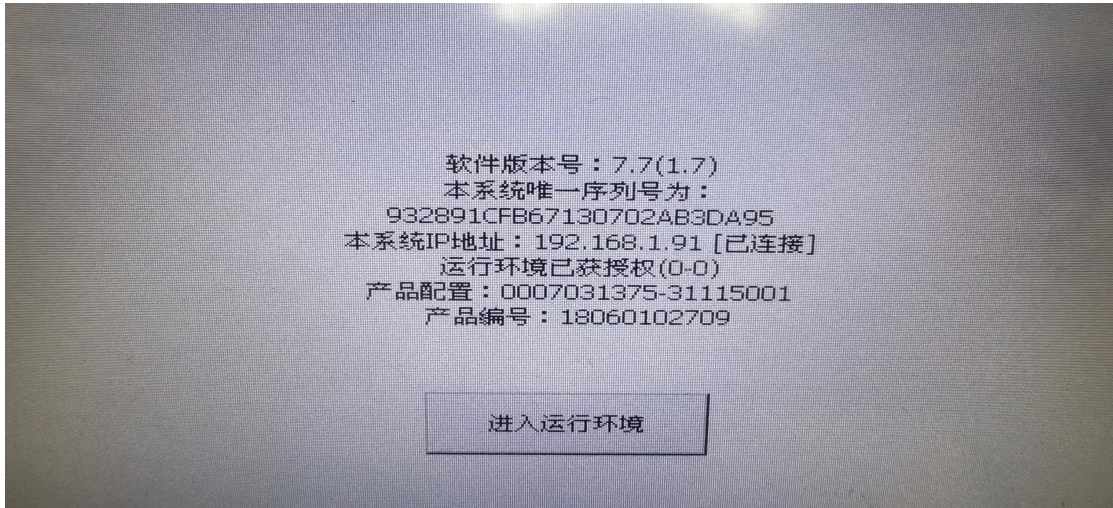 软件版本号：7.7(1.7)
本系统唯一序列号为：
932891CFB67130702AB3DA95
本系统IP地址：192.168.1.91 [已连接]
运行环境已获授权(0-0)
产品配置：0007031375-31115001
产品编号：18060102709
进入运行环境